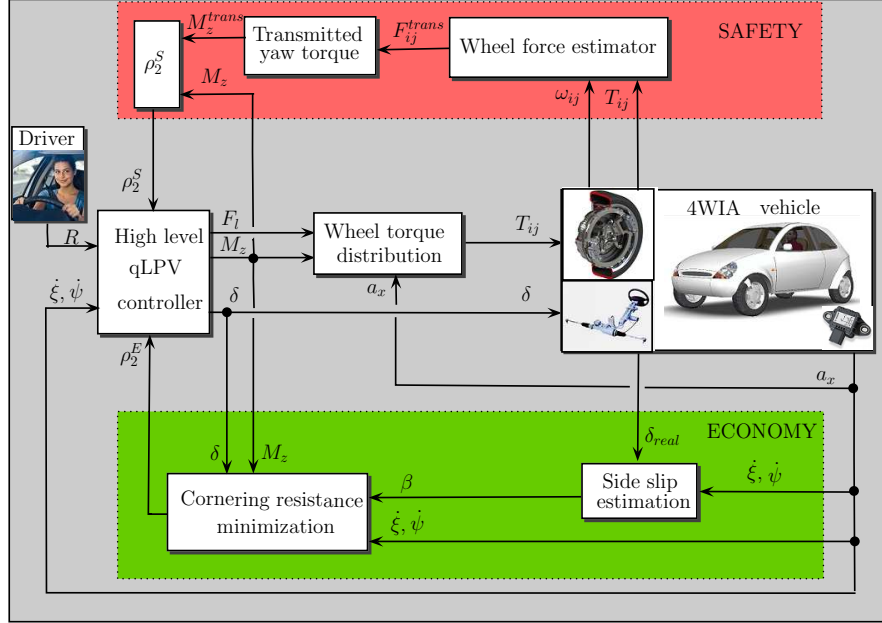 SAFETY
M_z^{trans}
Transmitted
yaw torque
F_{ij}^{trans}
Wheel force estimator
ρ_2^S
M_z
ω_{ij}
T_{ij}
Driver
ρ_2^S
R
High level
qLPV
controller
F_l
M_z
δ
Wheel torque
distribution
T_{ij}
4WIA vehicle
a_x
δ
ξ̇, ψ̇
ρ_2^E
a_x
ECONOMY
δ
M_z
δ_{real}
Cornering resistance
minimization
β
Side slip
estimation
ξ̇, ψ̇
ξ̇, ψ̇